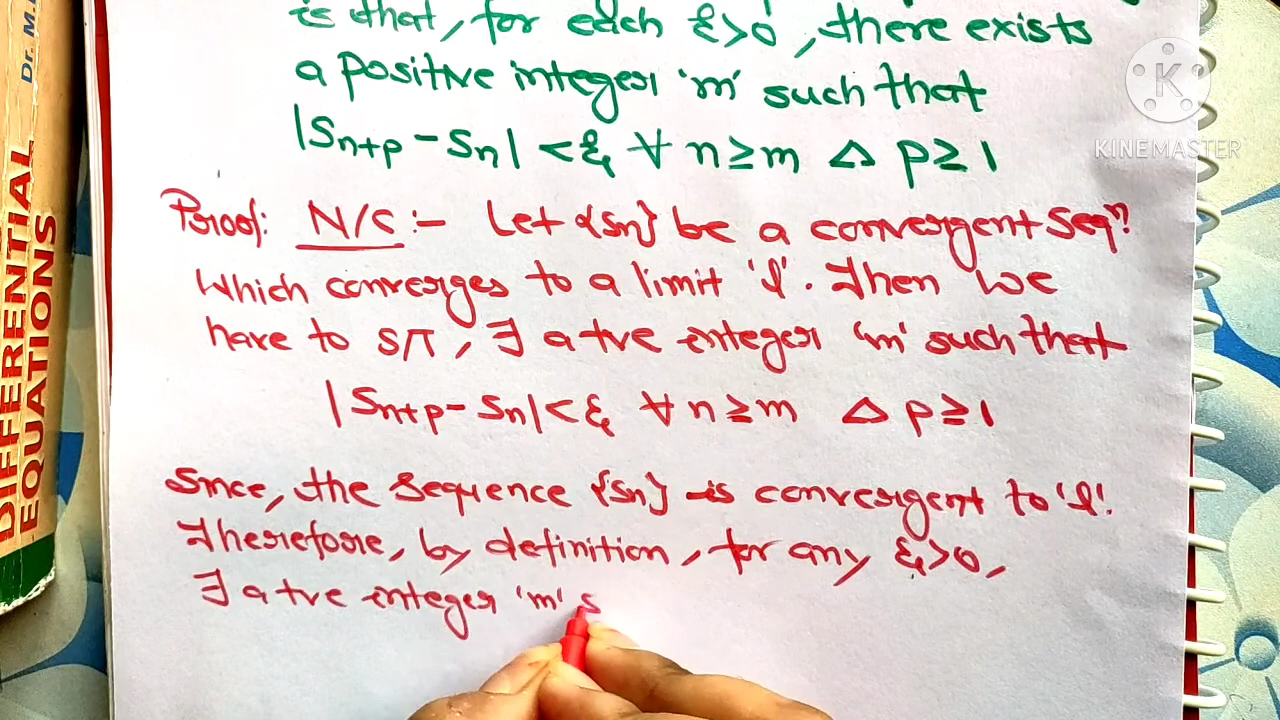 is that, for each ε>0, there exists
a positive integer 'm' such that
|Sn+p - Sn| < ε ∀ n ≥ m & p ≥ 1
Proof: N/C :- Let {Sn} be a convergent seqⁿ
which converges to a limit 'l'. Then we
have to S/T, ∃ a +ve integer 'm' such that
|Sn+p - Sn| < ε ∀ n ≥ m & p ≥ 1
Since, the sequence {Sn} is convergent to 'l'.
Therefore, by definition, for any ε>0,
∃ a +ve integer 'm' s
DIFFERENTIAL
EQUATIONS
Dr. M.
K
KINEMASTER